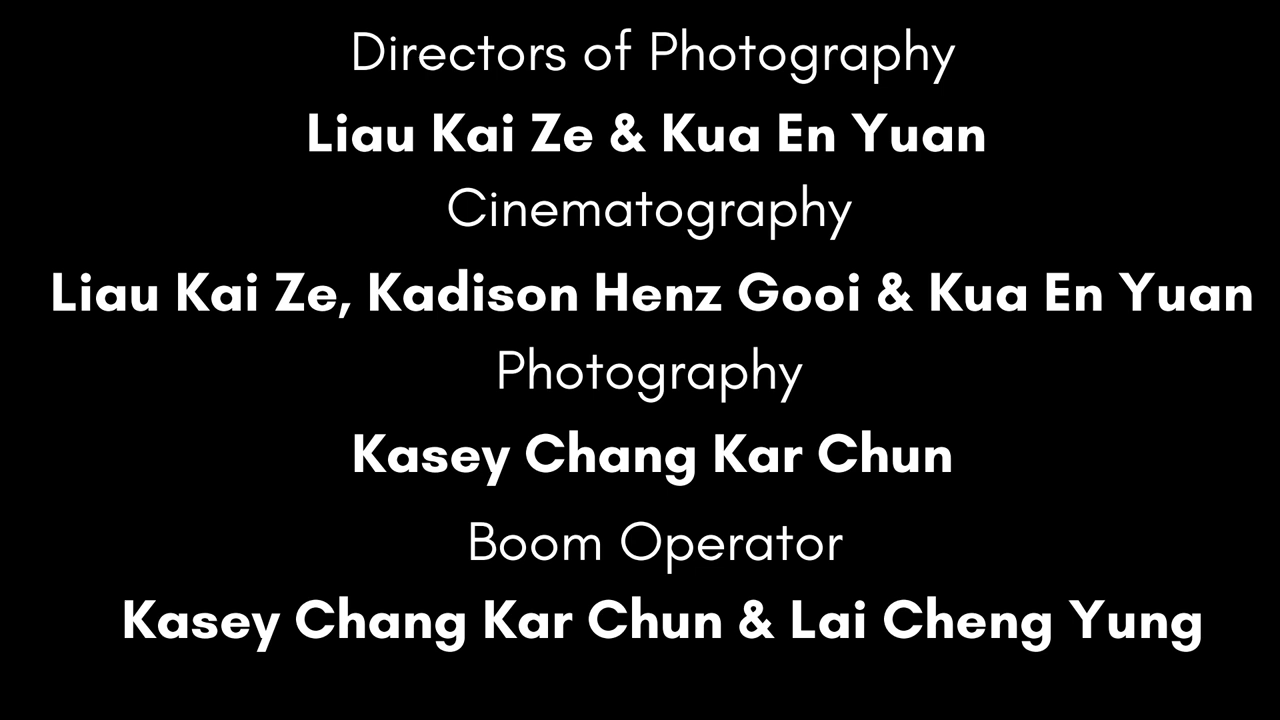 Directors of Photography
Liau Kai Ze & Kua En Yuan
Cinematography
Liau Kai Ze, Kadison Henz Gooi & Kua En Yuan
Photography
Kasey Chang Kar Chun
Boom Operator
Kasey Chang Kar Chun & Lai Cheng Yung